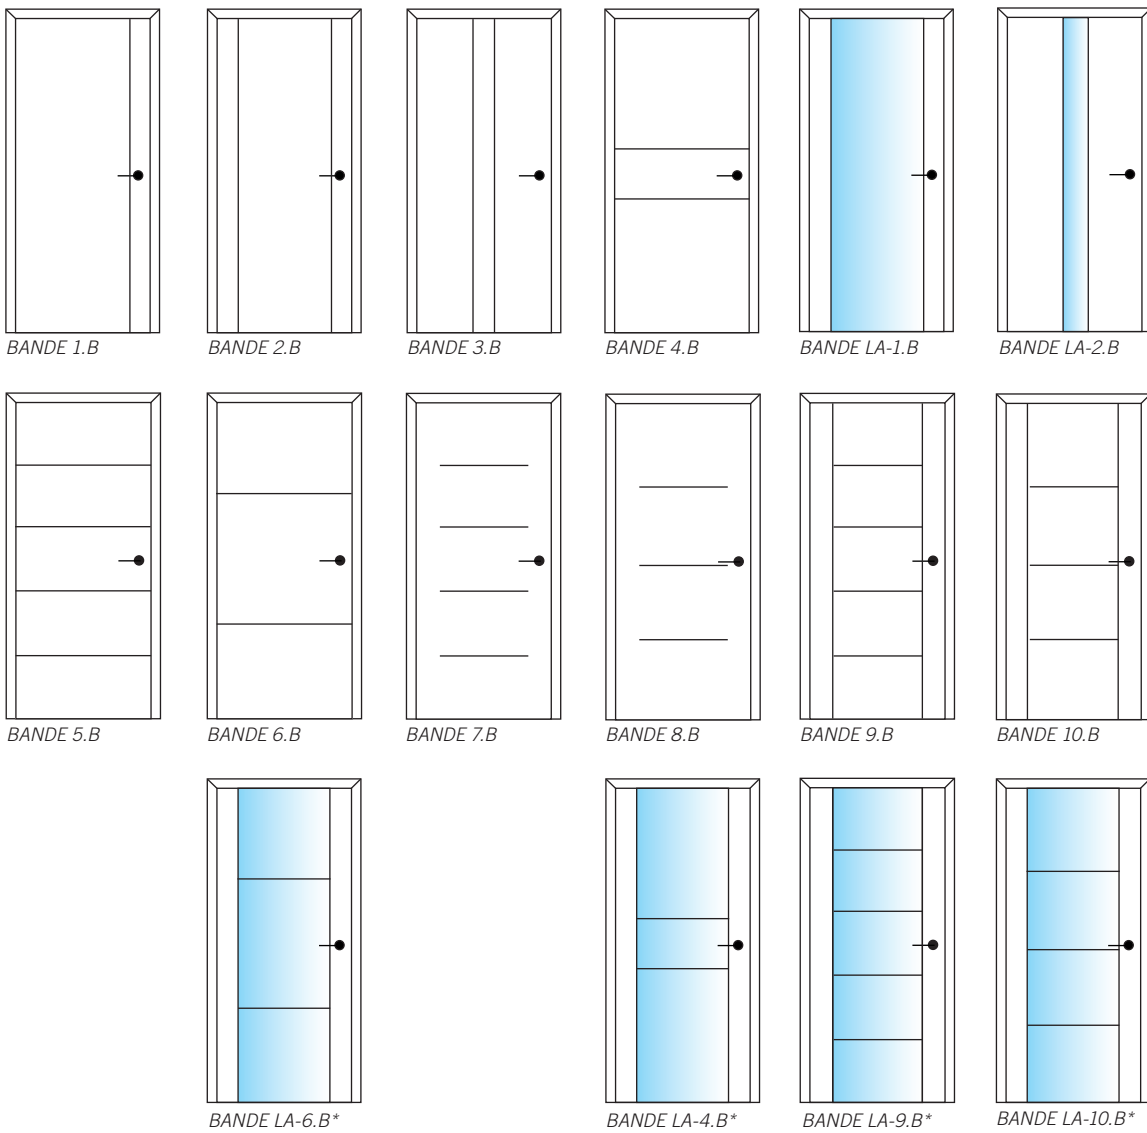 BANDE 1.B
BANDE 2.B
BANDE 3.B
BANDE 4.B
BANDE LA-1.B
BANDE LA-2.B
BANDE 5.B
BANDE 6.B
BANDE 7.B
BANDE 8.B
BANDE 9.B
BANDE 10.B
BANDE LA-6.B*
BANDE LA-4.B*
BANDE LA-9.B*
BANDE LA-10.B*